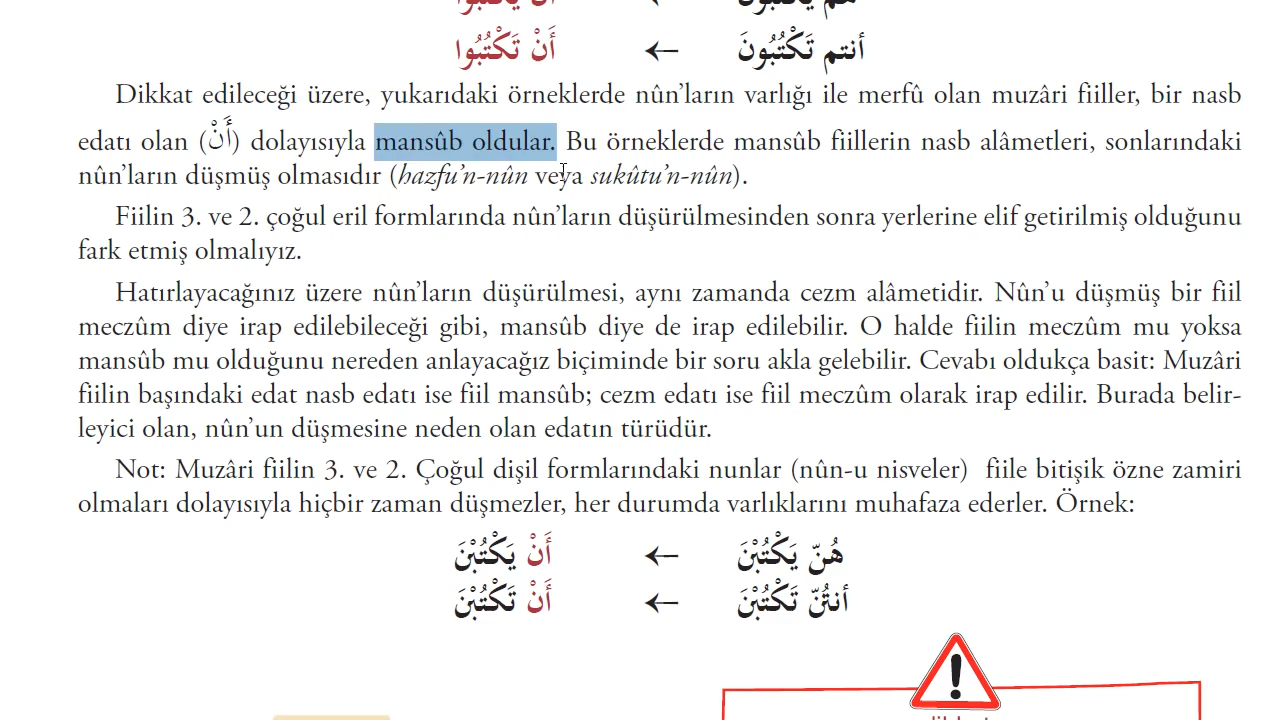 هم يَكْتُبُونَ ← أَنْ يَكْتُبُوا
أنتم تَكْتُبُونَ ← أَنْ تَكْتُبُوا
Dikkat edileceği üzere, yukarıdaki örneklerde nûn’ların varlığı ile merfû olan muzâri fiiller, bir nasb
edatı olan (أَنْ) dolayısıyla mansûb oldular. Bu örneklerde mansûb fiillerin nasb alâmetleri, sonlarındaki
nûn’ların düşmüş olmasıdır (hazfu’n-nûn veya sukûtu’n-nûn).
Fiilin 3. ve 2. çoğul eril formlarında nûn’ların düşürülmesinden sonra yerlerine elif getirilmiş olduğunu
fark etmiş olmalıyız.
Hatırlayacağınız üzere nûn’ların düşürülmesi, aynı zamanda cezm alâmetidir. Nûn’u düşmüş bir fiil
meczûm diye irap edilebileceği gibi, mansûb diye de irap edilebilir. O halde fiilin meczûm mu yoksa
mansûb mu olduğunu nereden anlayacağız biçiminde bir soru akla gelebilir. Cevabı oldukça basit: Muzâri
fiilin başındaki edat nasb edatı ise fiil mansûb; cezm edatı ise fiil meczûm olarak irap edilir. Burada belir-
leyici olan, nûn’un düşmesine neden olan edatın türüdür.
Not: Muzâri fiilin 3. ve 2. Çoğul dişil formlarındaki nunlar (nûn-u nisveler) fiile bitişik özne zamiri
olmaları dolayısıyla hiçbir zaman düşmezler, her durumda varlıklarını muhafaza ederler. Örnek:
هُنّ يَكْتُبْنَ ← أَنْ يَكْتُبْنَ
أنتُنّ تَكْتُبْنَ ← أَنْ تَكْتُبْنَ